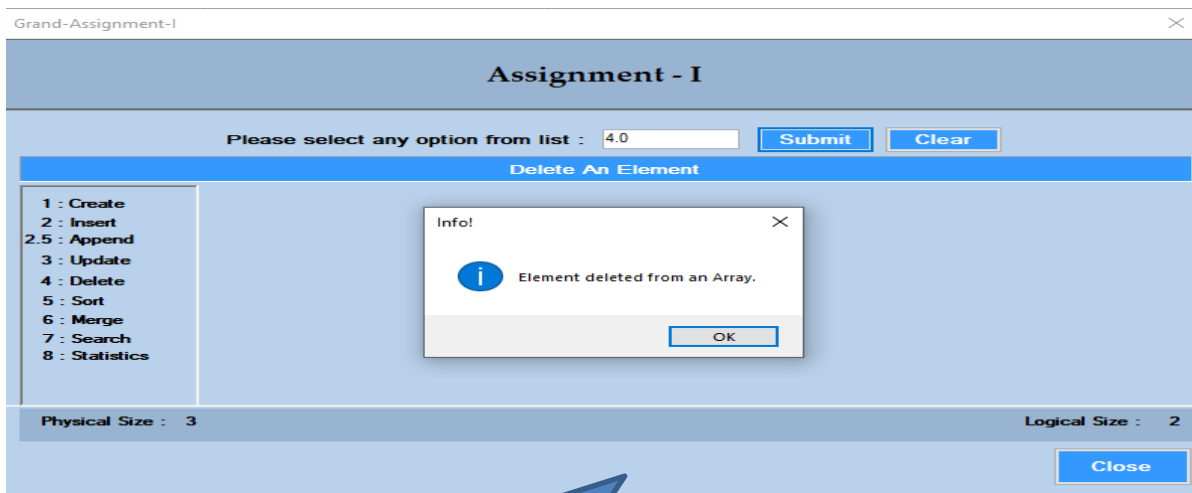 Grand-Assignment-I
Assignment - I
Please select any option from list : 4.0 Submit Clear
Delete An Element
1 : Create
2 : Insert
2.5 : Append
3 : Update
4 : Delete
5 : Sort
6 : Merge
7 : Search
8 : Statistics
Info!
Element deleted from an Array.
OK
Physical Size : 3 Logical Size : 2
Close